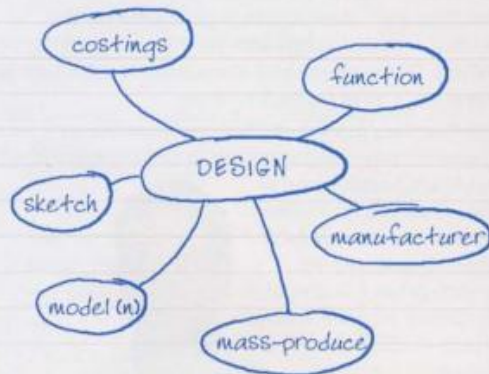 costings
function
DESIGN
sketch
manufacturer
model (n)
mass-produce